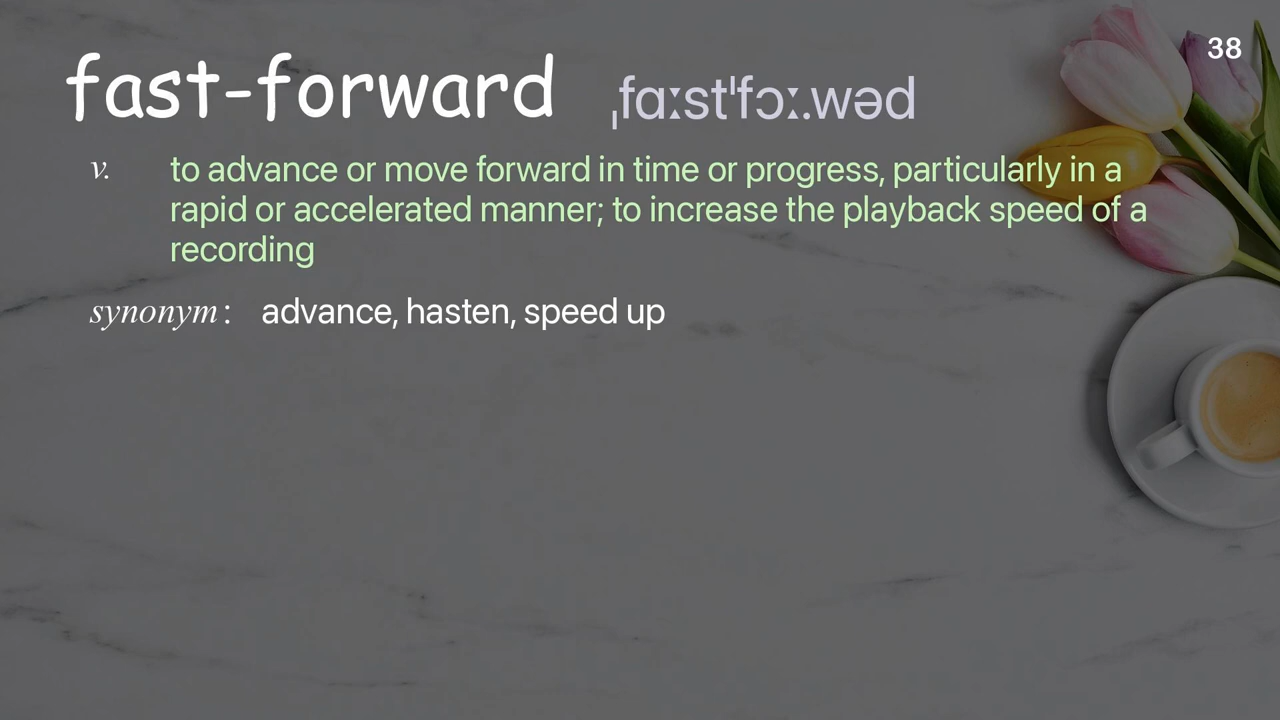 38
fast-forward ˌfɑːstˈfɔː.wəd
v. to advance or move forward in time or progress, particularly in a
rapid or accelerated manner; to increase the playback speed of a
recording
synonym : advance, hasten, speed up